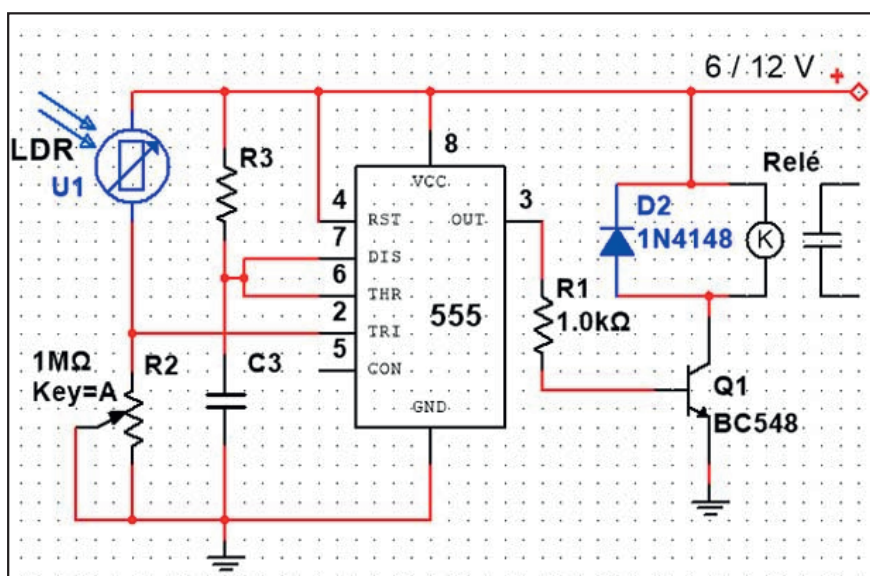 6 / 12 V +
LDR
U1
R3
8
VCC
Relé
4
RST
OUT
3
D2
1N4148
K
7
DIS
6
THR
2
TRI
555
R1
1.0kΩ
5
CON
1MΩ
Key=A
R2
C3
GND
Q1
BC548